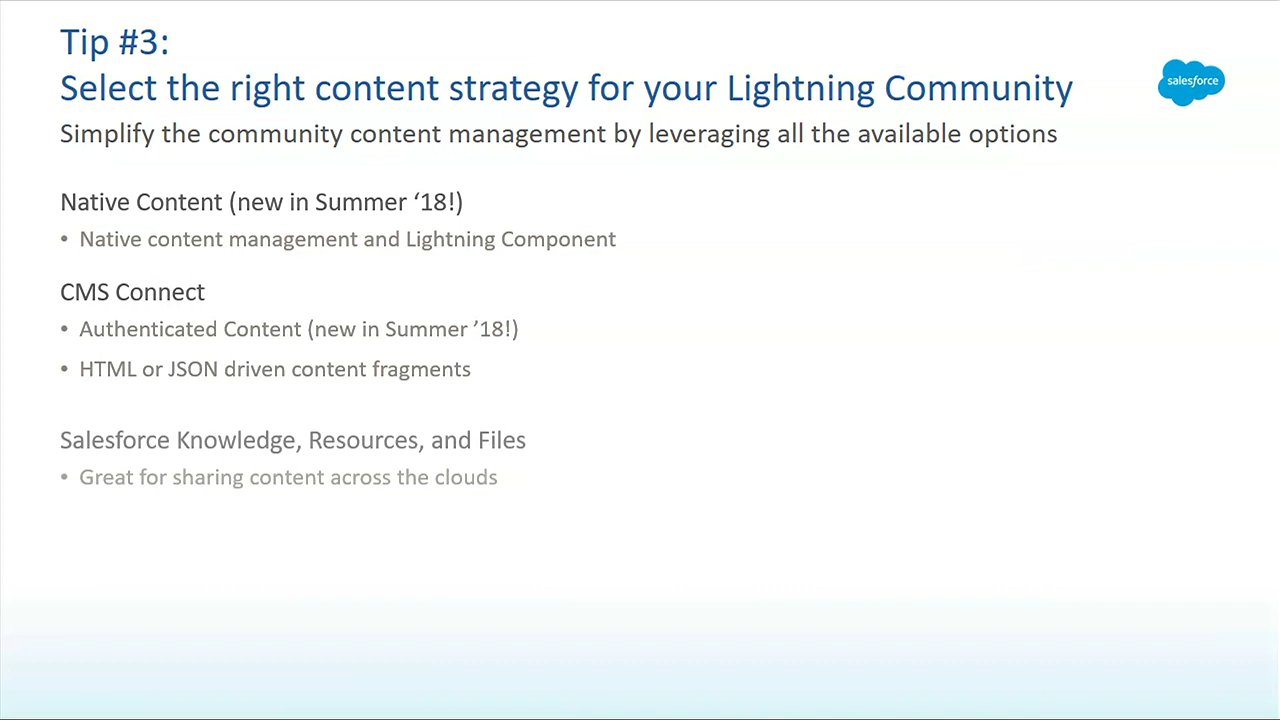 Tip #3:
Select the right content strategy for your Lightning Community
salesforce
Simplify the community content management by leveraging all the available options
Native Content (new in Summer ‘18!)
• Native content management and Lightning Component
CMS Connect
• Authenticated Content (new in Summer ’18!)
• HTML or JSON driven content fragments
Salesforce Knowledge, Resources, and Files
• Great for sharing content across the clouds